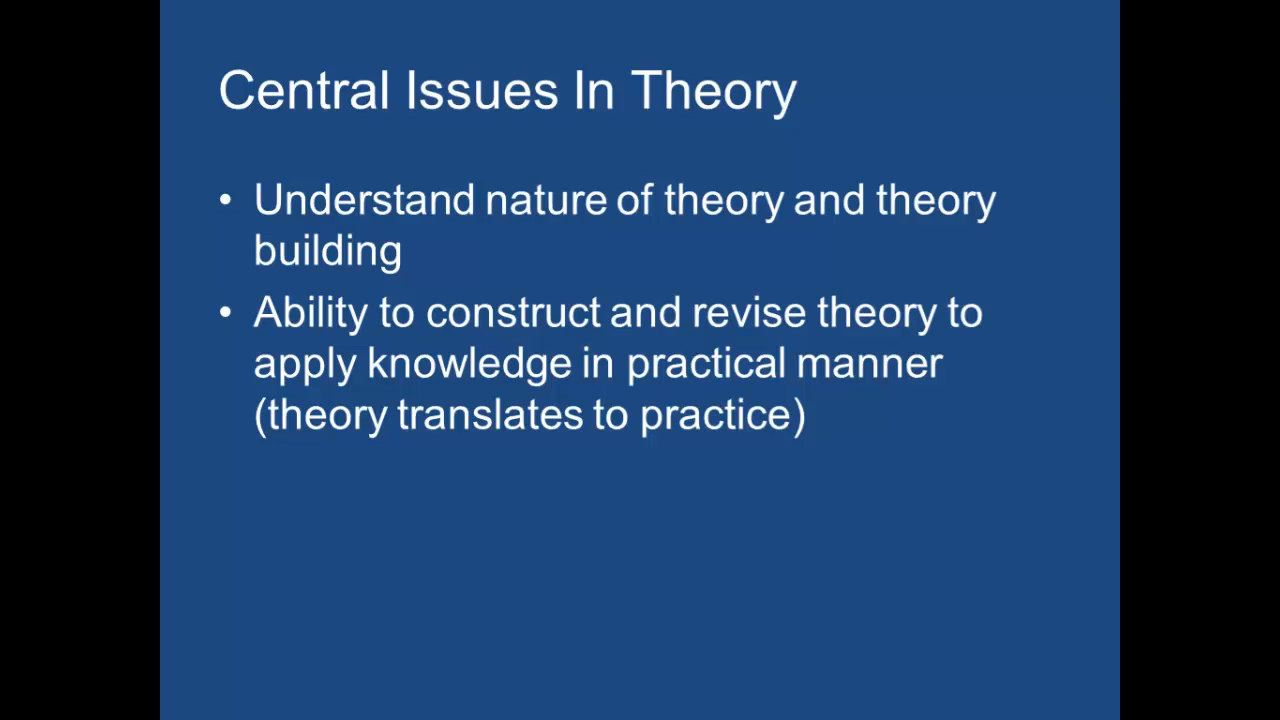 Central Issues In Theory
• Understand nature of theory and theory
building
• Ability to construct and revise theory to
apply knowledge in practical manner
(theory translates to practice)